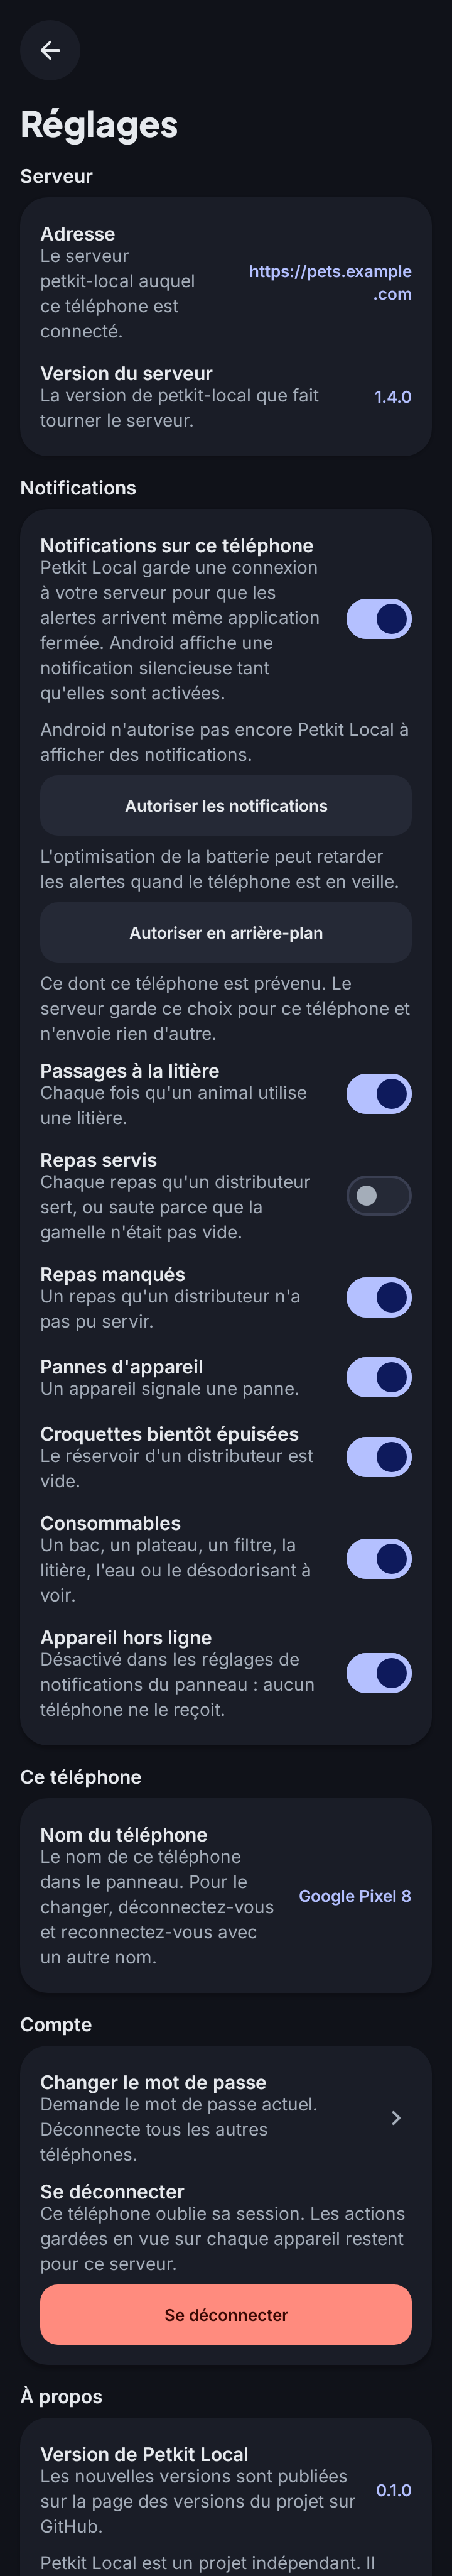 Réglages
Serveur
Adresse
Le serveur
petkit-local auquel
ce téléphone est
connecté.
https://pets.example
.com
Version du serveur
La version de petkit-local que fait
tourner le serveur.
1.4.0
Notifications
Notifications sur ce téléphone
Petkit Local garde une connexion
à votre serveur pour que les
alertes arrivent même application
fermée. Android affiche une
notification silencieuse tant
qu'elles sont activées.
Android n'autorise pas encore Petkit Local à
afficher des notifications.
Autoriser les notifications
L'optimisation de la batterie peut retarder
les alertes quand le téléphone est en veille.
Autoriser en arrière-plan
Ce dont ce téléphone est prévenu. Le
serveur garde ce choix pour ce téléphone et
n'envoie rien d'autre.
Passages à la litière
Chaque fois qu'un animal utilise
une litière.
Repas servis
Chaque repas qu'un distributeur
sert, ou saute parce que la
gamelle n'était pas vide.
Repas manqués
Un repas qu'un distributeur n'a
pas pu servir.
Pannes d'appareil
Un appareil signale une panne.
Croquettes bientôt épuisées
Le réservoir d'un distributeur est
vide.
Consommables
Un bac, un plateau, un filtre, la
litière, l'eau ou le désodorisant à
voir.
Appareil hors ligne
Désactivé dans les réglages de
notifications du panneau : aucun
téléphone ne le reçoit.
Ce téléphone
Nom du téléphone
Le nom de ce téléphone
dans le panneau. Pour le
changer, déconnectez-vous
et reconnectez-vous avec
un autre nom.
Google Pixel 8
Compte
Changer le mot de passe
Demande le mot de passe actuel.
Déconnecte tous les autres
téléphones.
Se déconnecter
Ce téléphone oublie sa session. Les actions
gardées en vue sur chaque appareil restent
pour ce serveur.
Se déconnecter
À propos
Version de Petkit Local
Les nouvelles versions sont publiées
sur la page des versions du projet sur
GitHub.
0.1.0
Petkit Local est un projet indépendant. Il